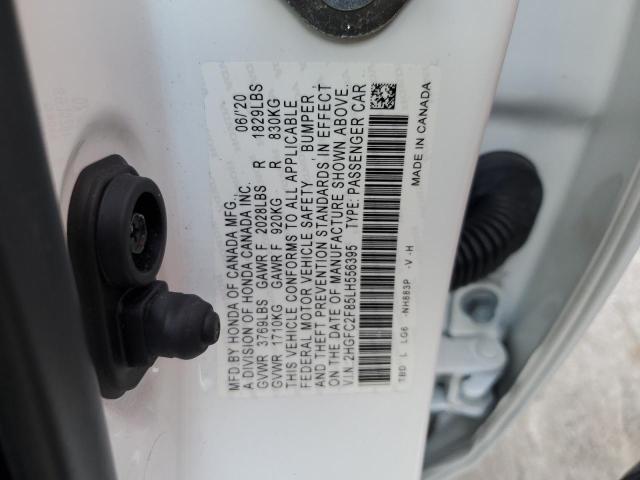 MFD.BY HONDA OF CANADA MFG. 06/20
A DIVISION OF HONDA CANADA INC.
GVWR 3769LBS GAWR F 2028LBS R 1829LBS
GVWR 1710KG GAWR F 920KG R 830KG
THIS VEHICLE CONFORMS TO ALL APPLICABLE
FEDERAL MOTOR VEHICLE SAFETY, BUMPER,
THEFT PREVENTION STANDARDS IN EFFECT
ON THE DATE OF MANUFACTURE SHOWN ABOVE.
V.I.N. 2HGFC2F85LH556395 TYPE: PASSENGER CAR
TBD L LG6 -NH883P -V -H
MADE IN CANADA